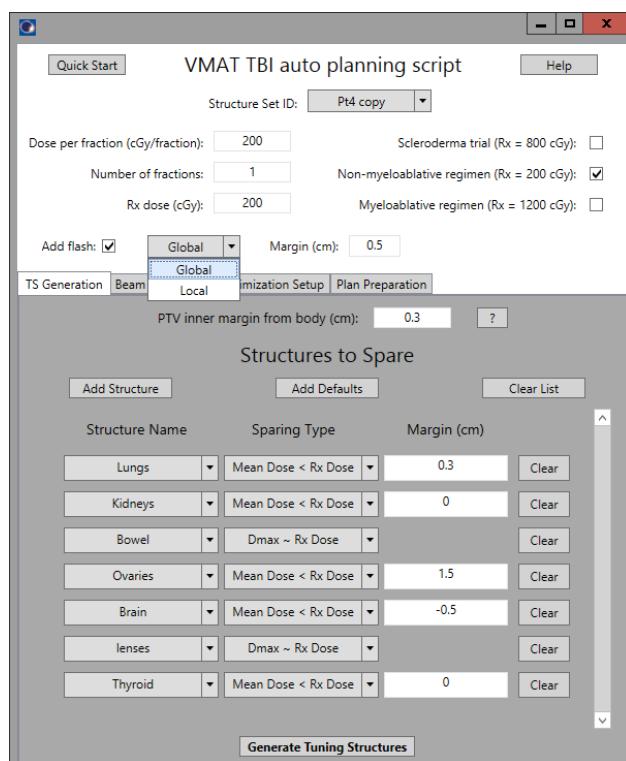 Quick Start VMAT TBI auto planning script Help
Structure Set ID: Pt4 copy
Dose per fraction (cGy/fraction): 200 Scleroderma trial (Rx = 800 cGy):
Number of fractions: 1 Non-myeloablative regimen (Rx = 200 cGy):
Rx dose (cGy): 200 Myeloablative regimen (Rx = 1200 cGy):
Add flash: Global Margin (cm): 0.5
Global
Local
TS Generation Beam imization Setup Plan Preparation
PTV inner margin from body (cm): 0.3 ?
Structures to Spare
Add Structure Add Defaults Clear List
Structure Name Sparing Type Margin (cm)
Lungs Mean Dose < Rx Dose 0.3 Clear
Kidneys Mean Dose < Rx Dose 0 Clear
Bowel Dmax ~ Rx Dose Clear
Ovaries Mean Dose < Rx Dose 1.5 Clear
Brain Mean Dose < Rx Dose -0.5 Clear
lenses Dmax ~ Rx Dose Clear
Thyroid Mean Dose < Rx Dose 0 Clear
Generate Tuning Structures